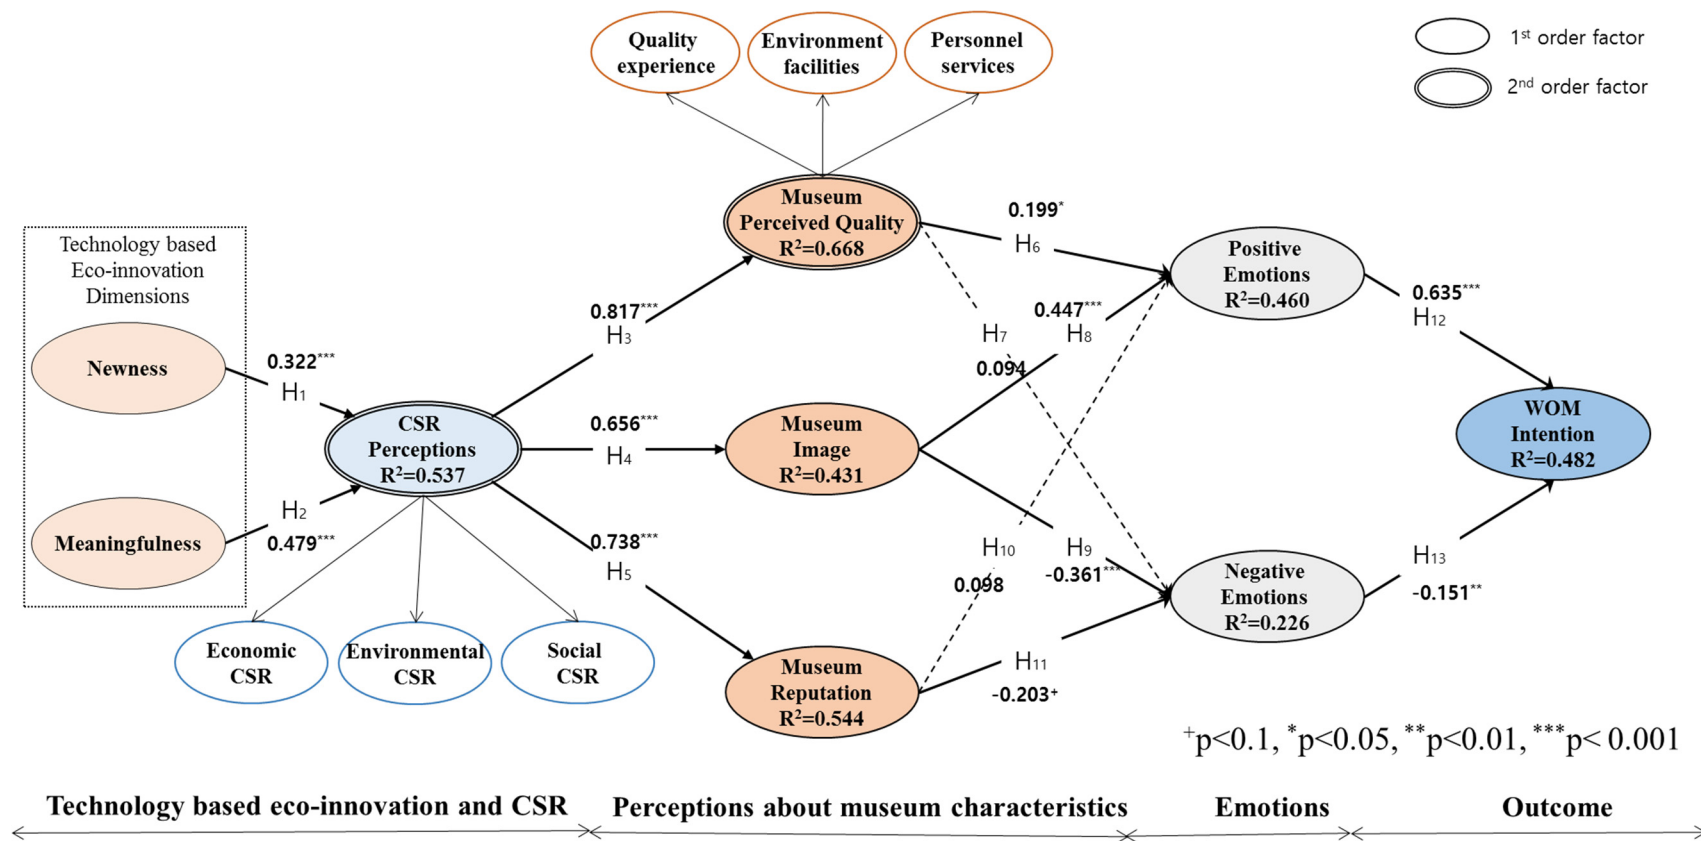 Quality
experience
Environment
facilities
Personnel
services
1st order factor
2nd order factor
Museum
Perceived Quality
R²=0.668
0.199*
H6
Technology based
Eco-innovation
Dimensions
Positive
Emotions
R²=0.460
0.817***
H3
0.447***
H7
H8
0.635***
H12
Newness
0.322***
H1
0.094
CSR
Perceptions
R²=0.537
0.656***
H4
Museum
Image
R²=0.431
WOM
Intention
R²=0.482
Meaningfulness
H2
0.479***
0.738***
H5
H10
0.098
H9
-0.361***
Negative
Emotions
R²=0.226
H13
-0.151**
Economic
CSR
Environmental
CSR
Social
CSR
Museum
Reputation
R²=0.544
H11
-0.203+
+p<0.1, *p<0.05, **p<0.01, ***p< 0.001
Technology based eco-innovation and CSR
Perceptions about museum characteristics
Emotions
Outcome